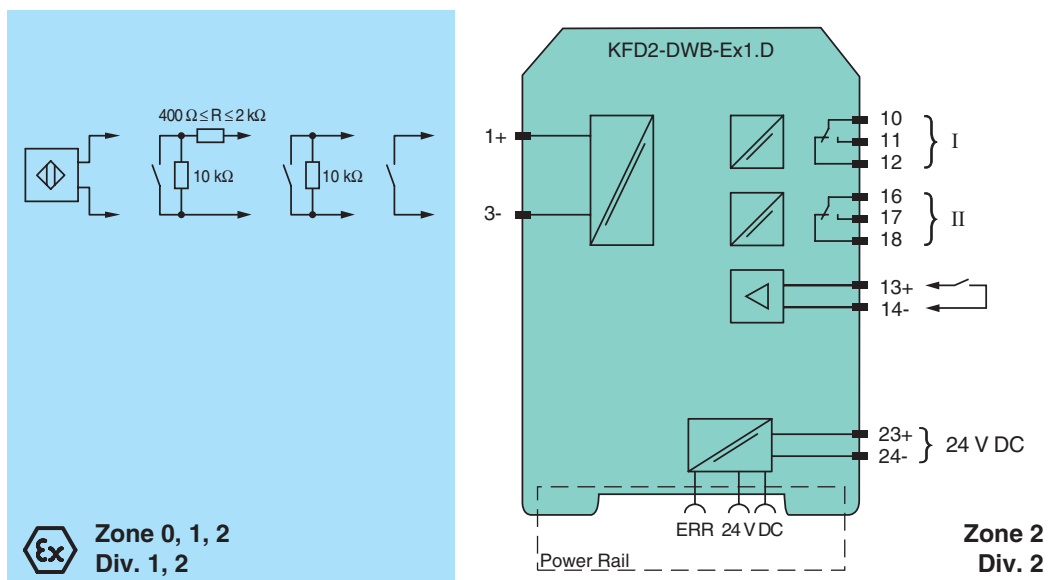 KFD2-DWB-Ex1.D
400 Ω ≤ R ≤ 2 kΩ
10 kΩ
10 kΩ
1+
3-
10
11
12
I
16
17
18
II
13+
14-
23+
24-
24 V DC
ERR 24 V DC
Power Rail
Ex
Zone 0, 1, 2
Div. 1, 2
Zone 2
Div. 2